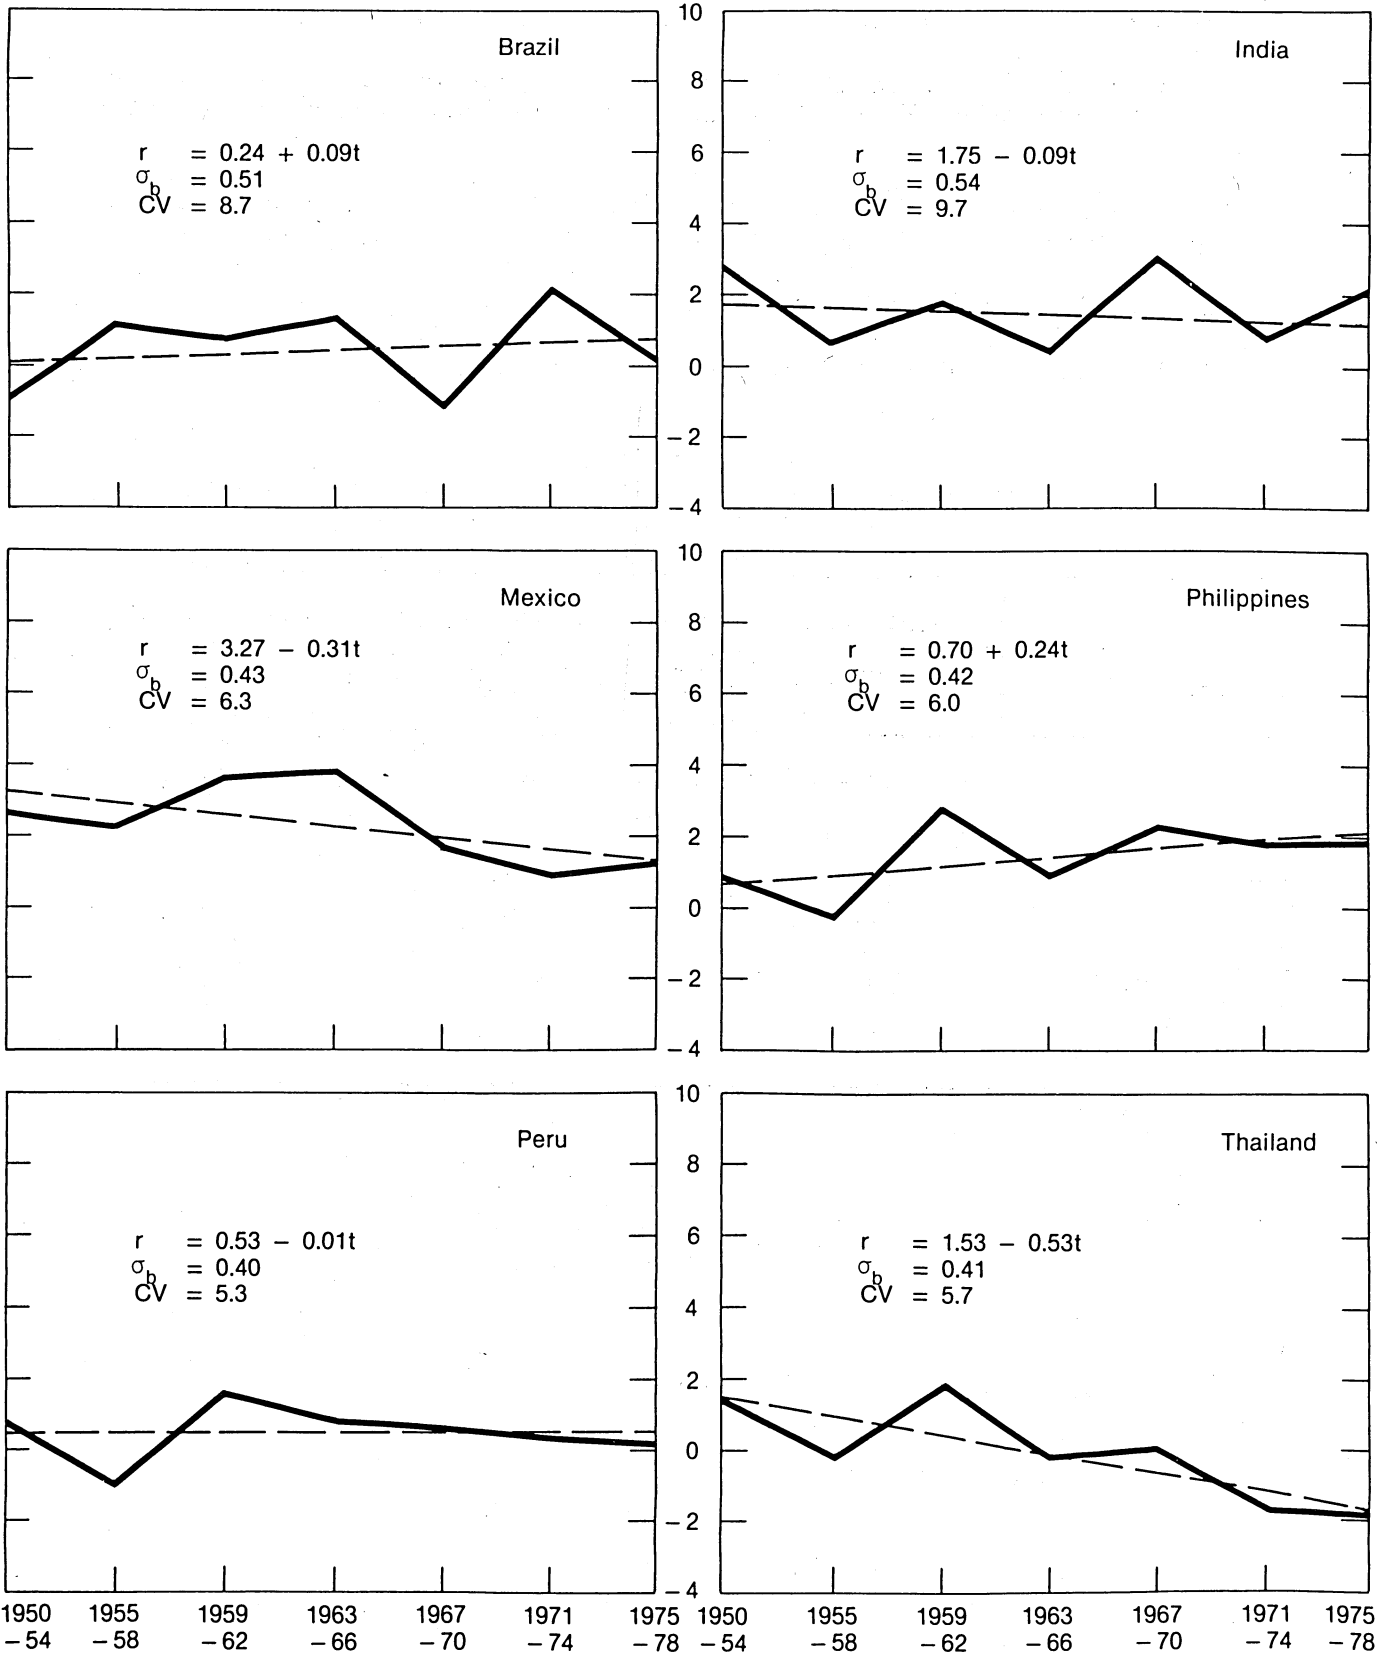 Brazil
r = 0.24 + 0.09t
σb = 0.51
CV = 8.7
10
8
6
4
2
0
−2
−4
India
r = 1.75 − 0.09t
σb = 0.54
CV = 9.7
Mexico
r = 3.27 − 0.31t
σb = 0.43
CV = 6.3
10
8
6
4
2
0
−2
−4
Philippines
r = 0.70 + 0.24t
σb = 0.42
CV = 6.0
Peru
r = 0.53 − 0.01t
σb = 0.40
CV = 5.3
10
8
6
4
2
0
−2
−4
Thailand
r = 1.53 − 0.53t
σb = 0.41
CV = 5.7
1950 1955 1959 1963 1967 1971 1975 1950 1955 1959 1963 1967 1971 1975
−54 −58 −62 −66 −70 −74 −78 −54 −58 −62 −66 −70 −74 −78